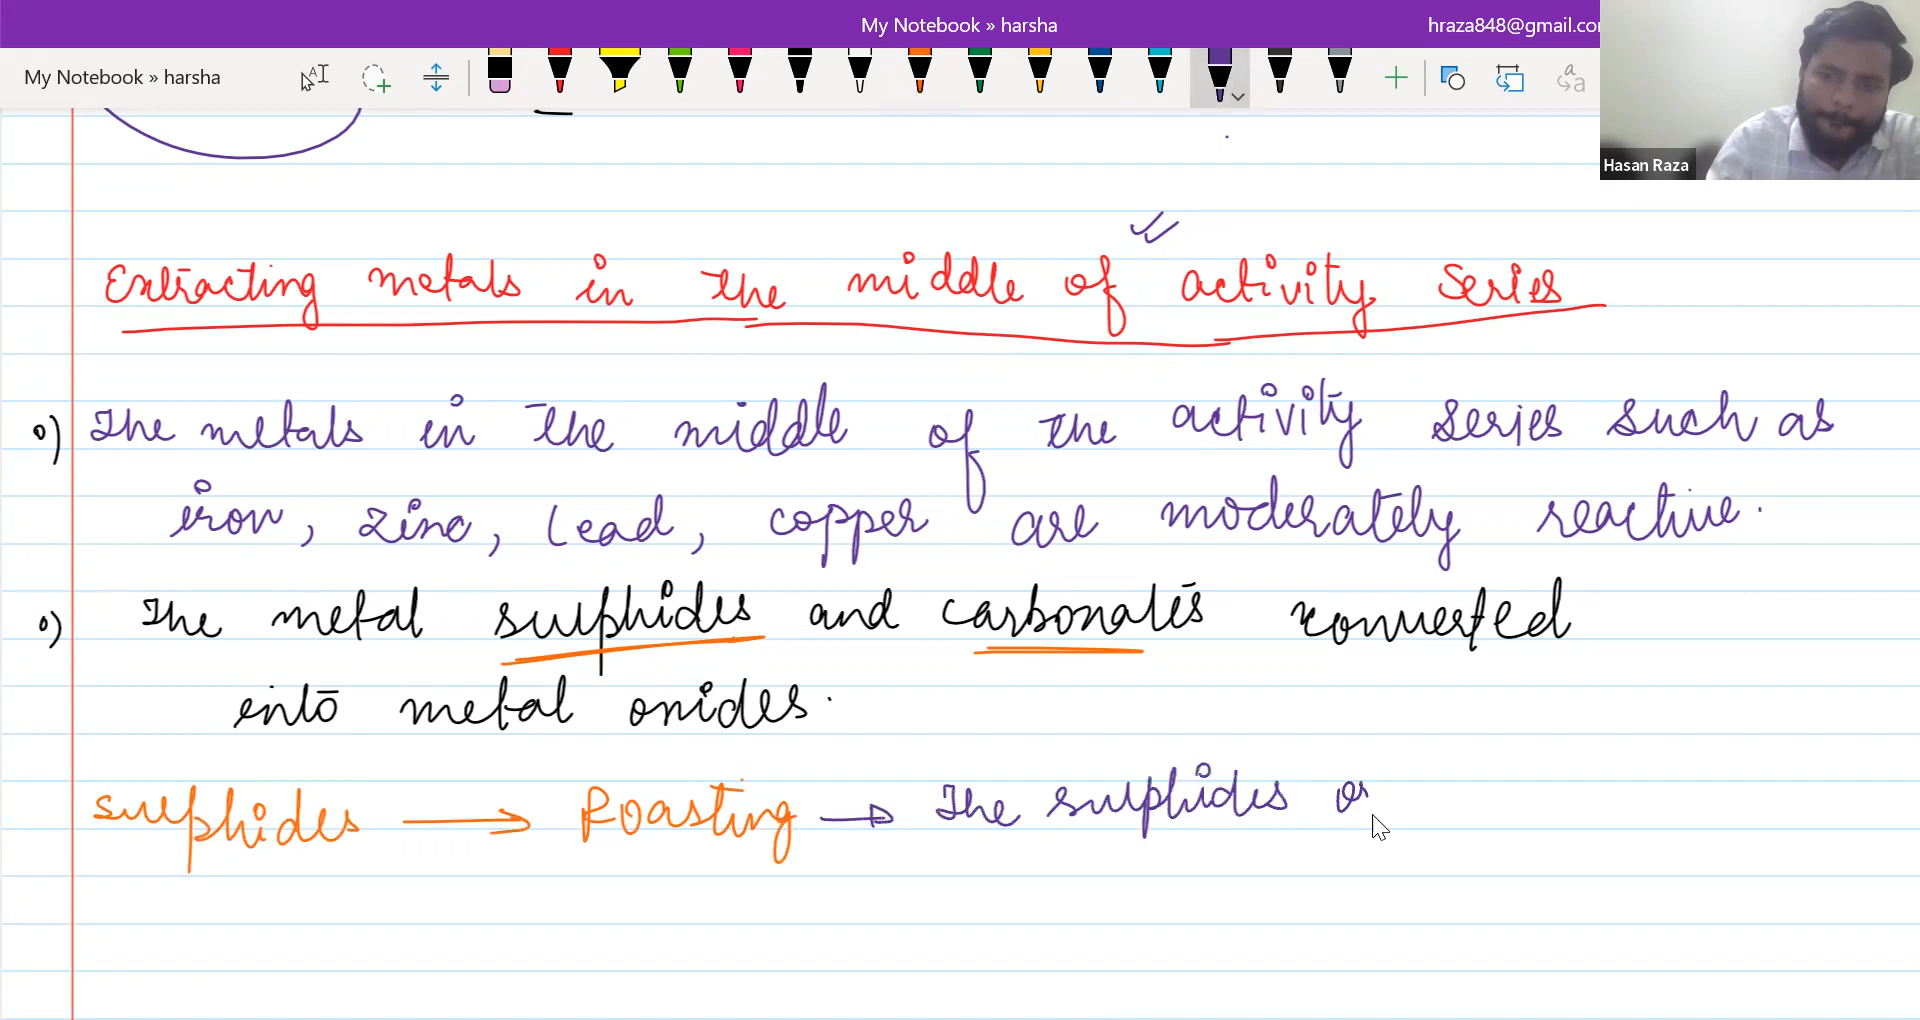 My Notebook » harsha
hraza848@gmail.co
My Notebook » harsha
Hasan Raza
Extracting metals in the middle of activity series
The metals in the middle of the activity series such as
iron, zinc, lead, copper are moderately reactive.
The metal sulphides and carbonates converted
into metal oxides.
sulphides → Roasting → The sulphides or